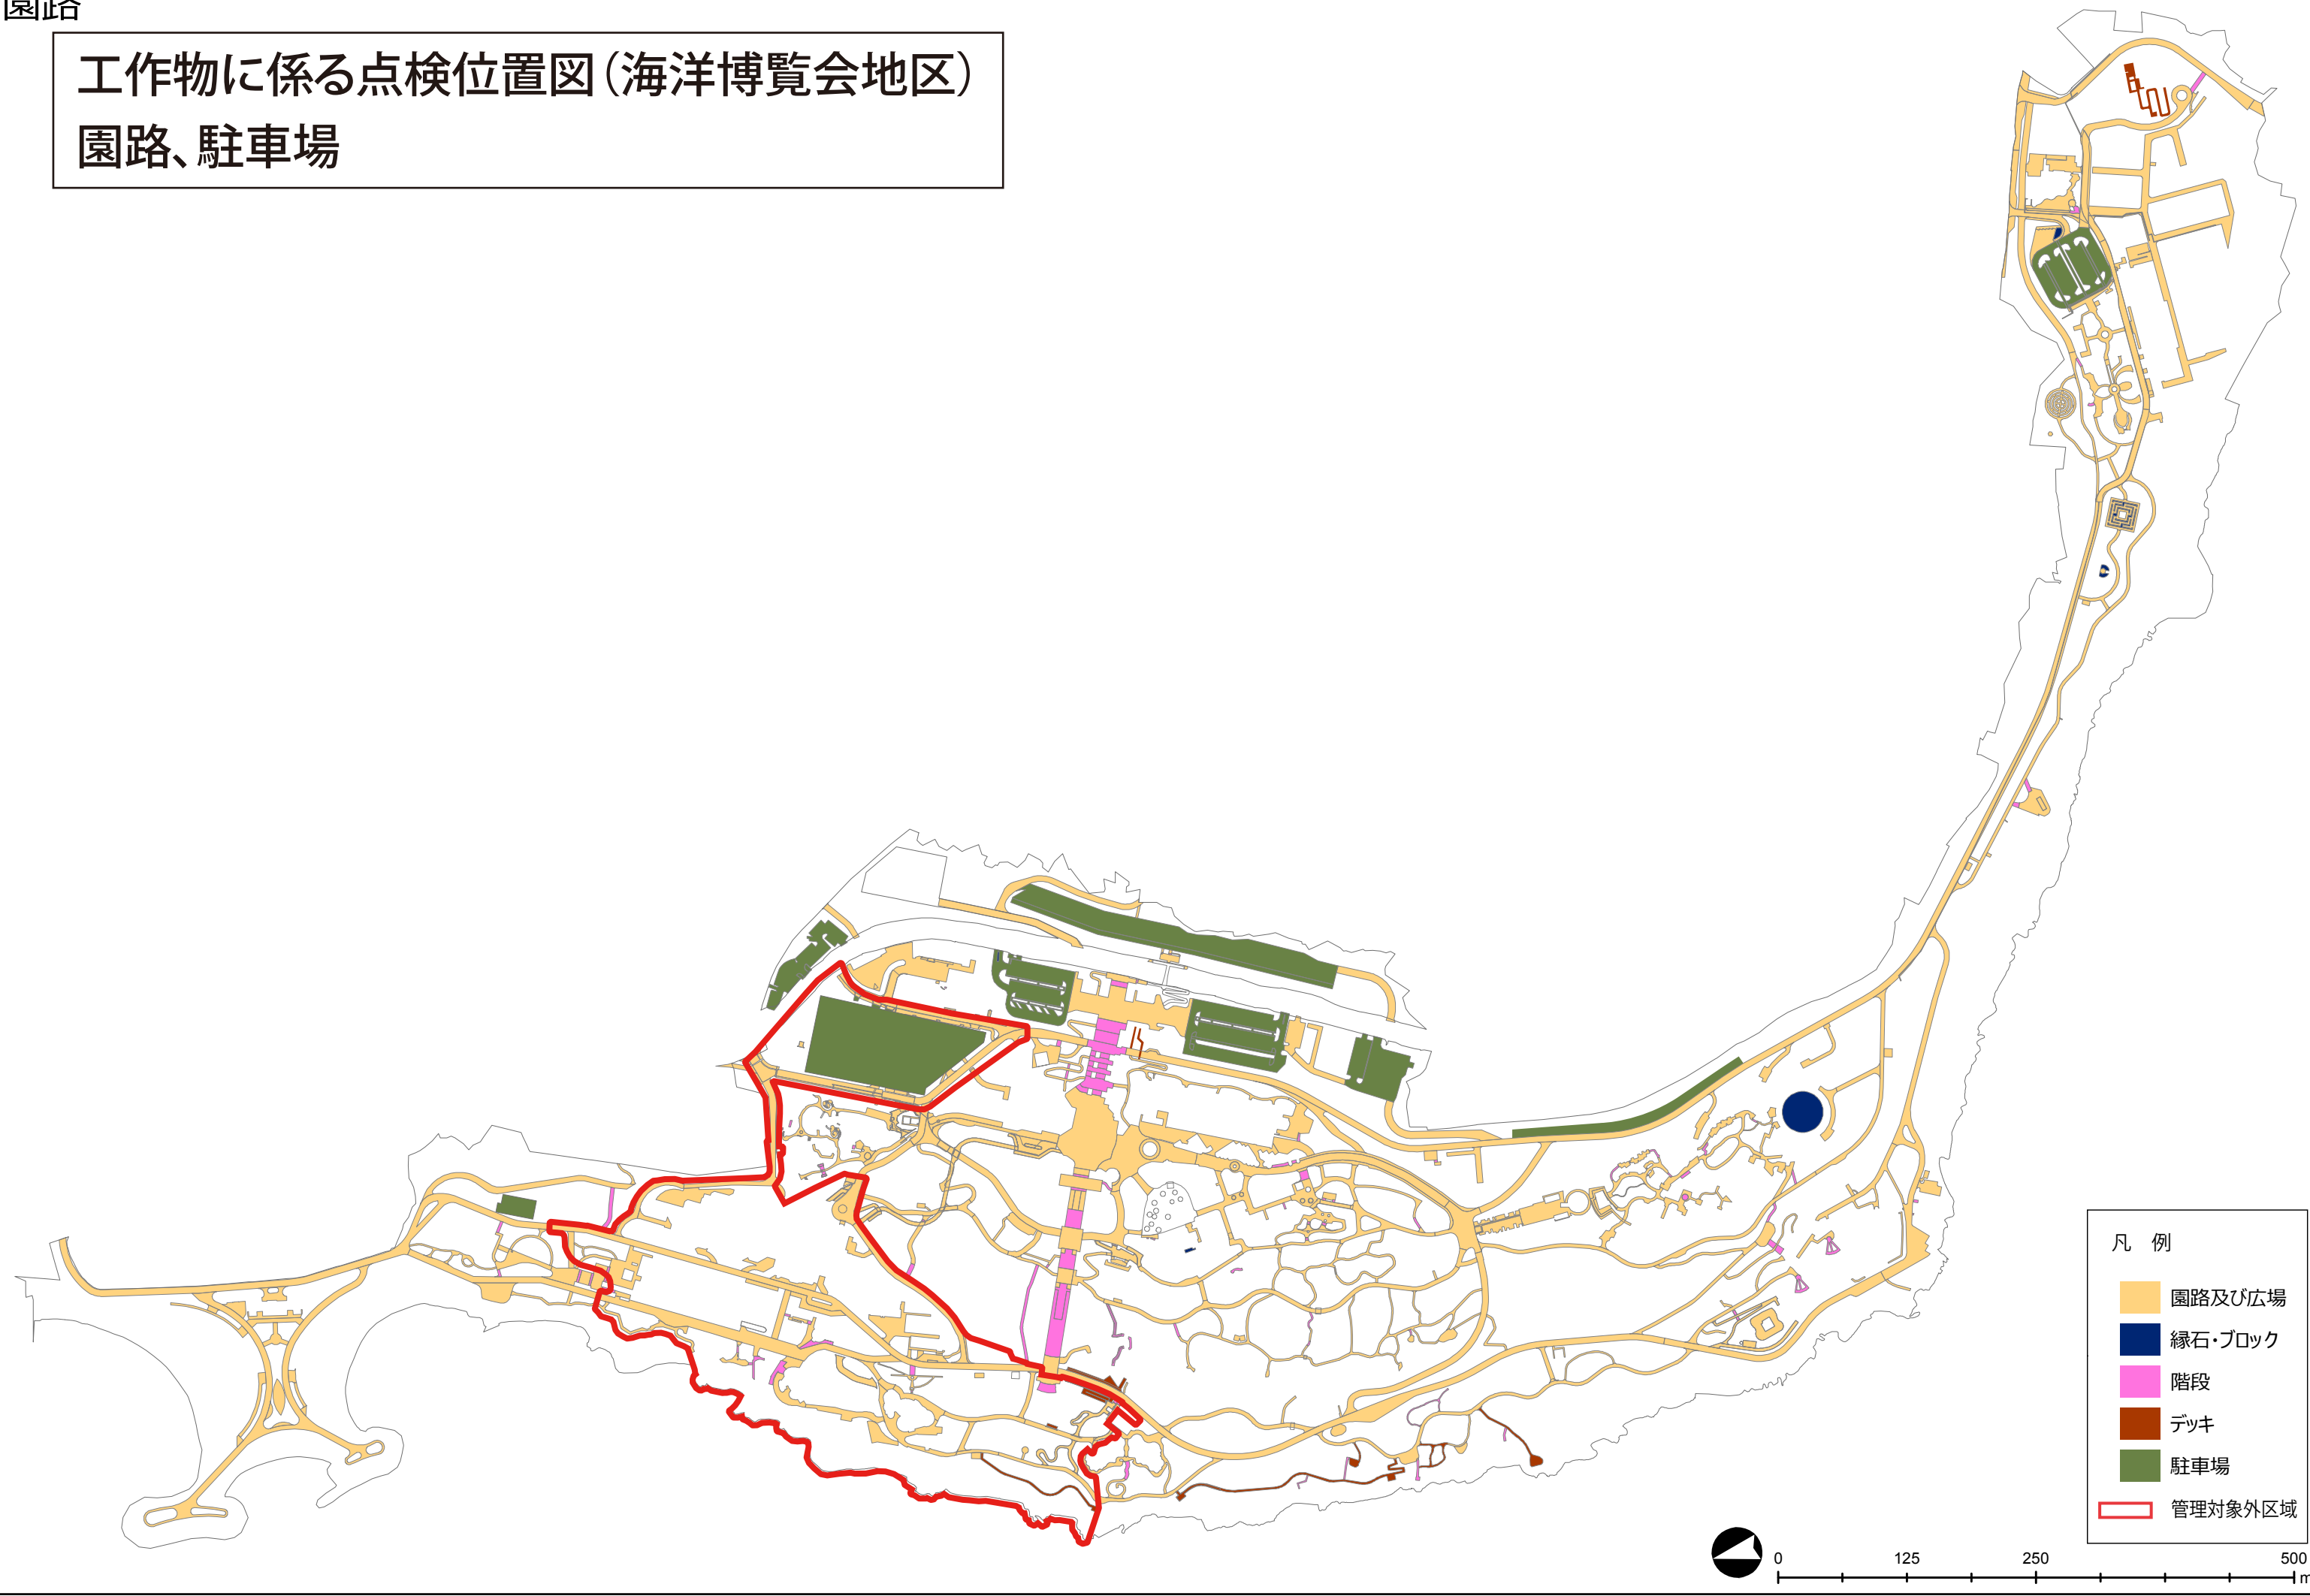 園路
工作物に係る点検位置図（海洋博覧会地区）
園路、駐車場
凡 例
園路及び広場
縁石・ブロック
階段
デッキ
駐車場
管理対象外区域
0 125 250 500
m